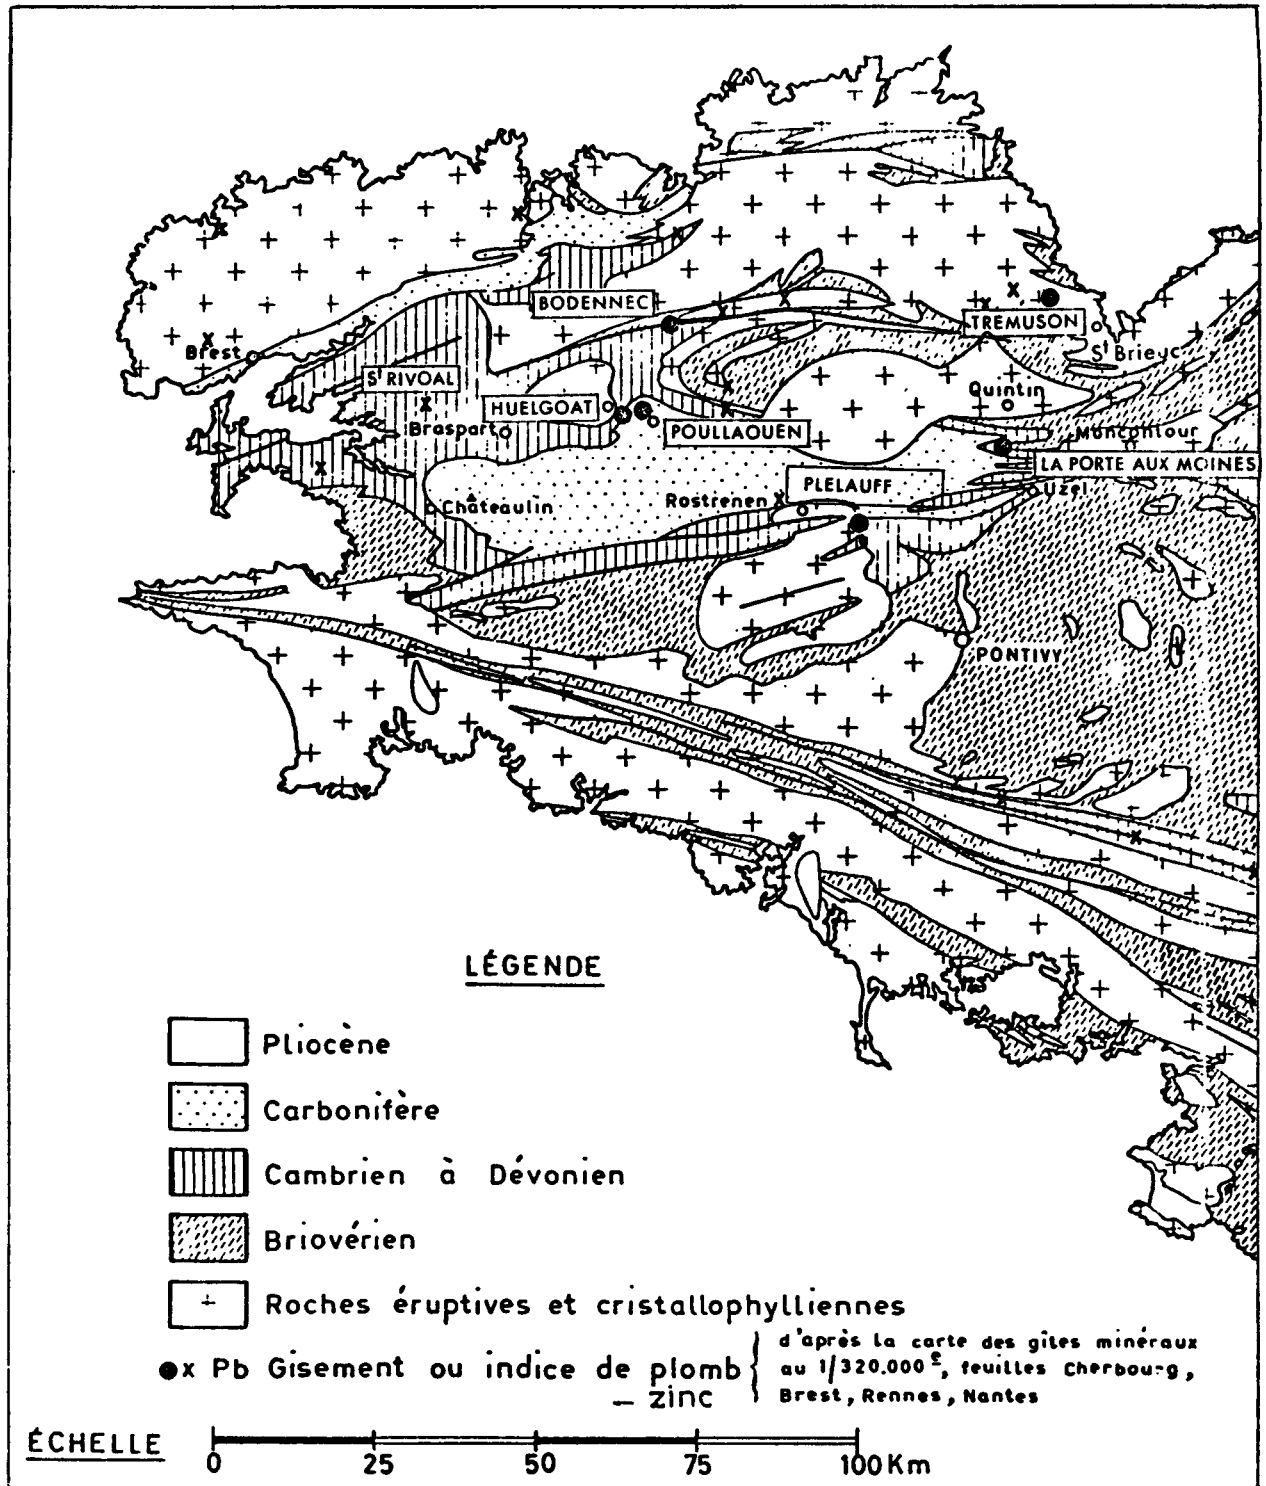 BODENNEC
TREMUSON
Brest
St Brieuc
St RIVOAL
Quintin
HUELGOAT
Braspart
POULLAOUEN
Moncontour
LA PORTE AUX MOINES
PLELAUFF
Rostrenen
Uzel
Châteaulin
PONTIVY
LÉGENDE
Pliocène
Carbonifère
Cambrien à Dévonien
Briovérien
Roches éruptives et cristallophylliennes
x Pb Gisement ou indice de plomb
– zinc
d'après la carte des gîtes minéraux
au 1/320.000e, feuilles Cherbourg,
Brest, Rennes, Nantes
ÉCHELLE
0 25 50 75 100 Km